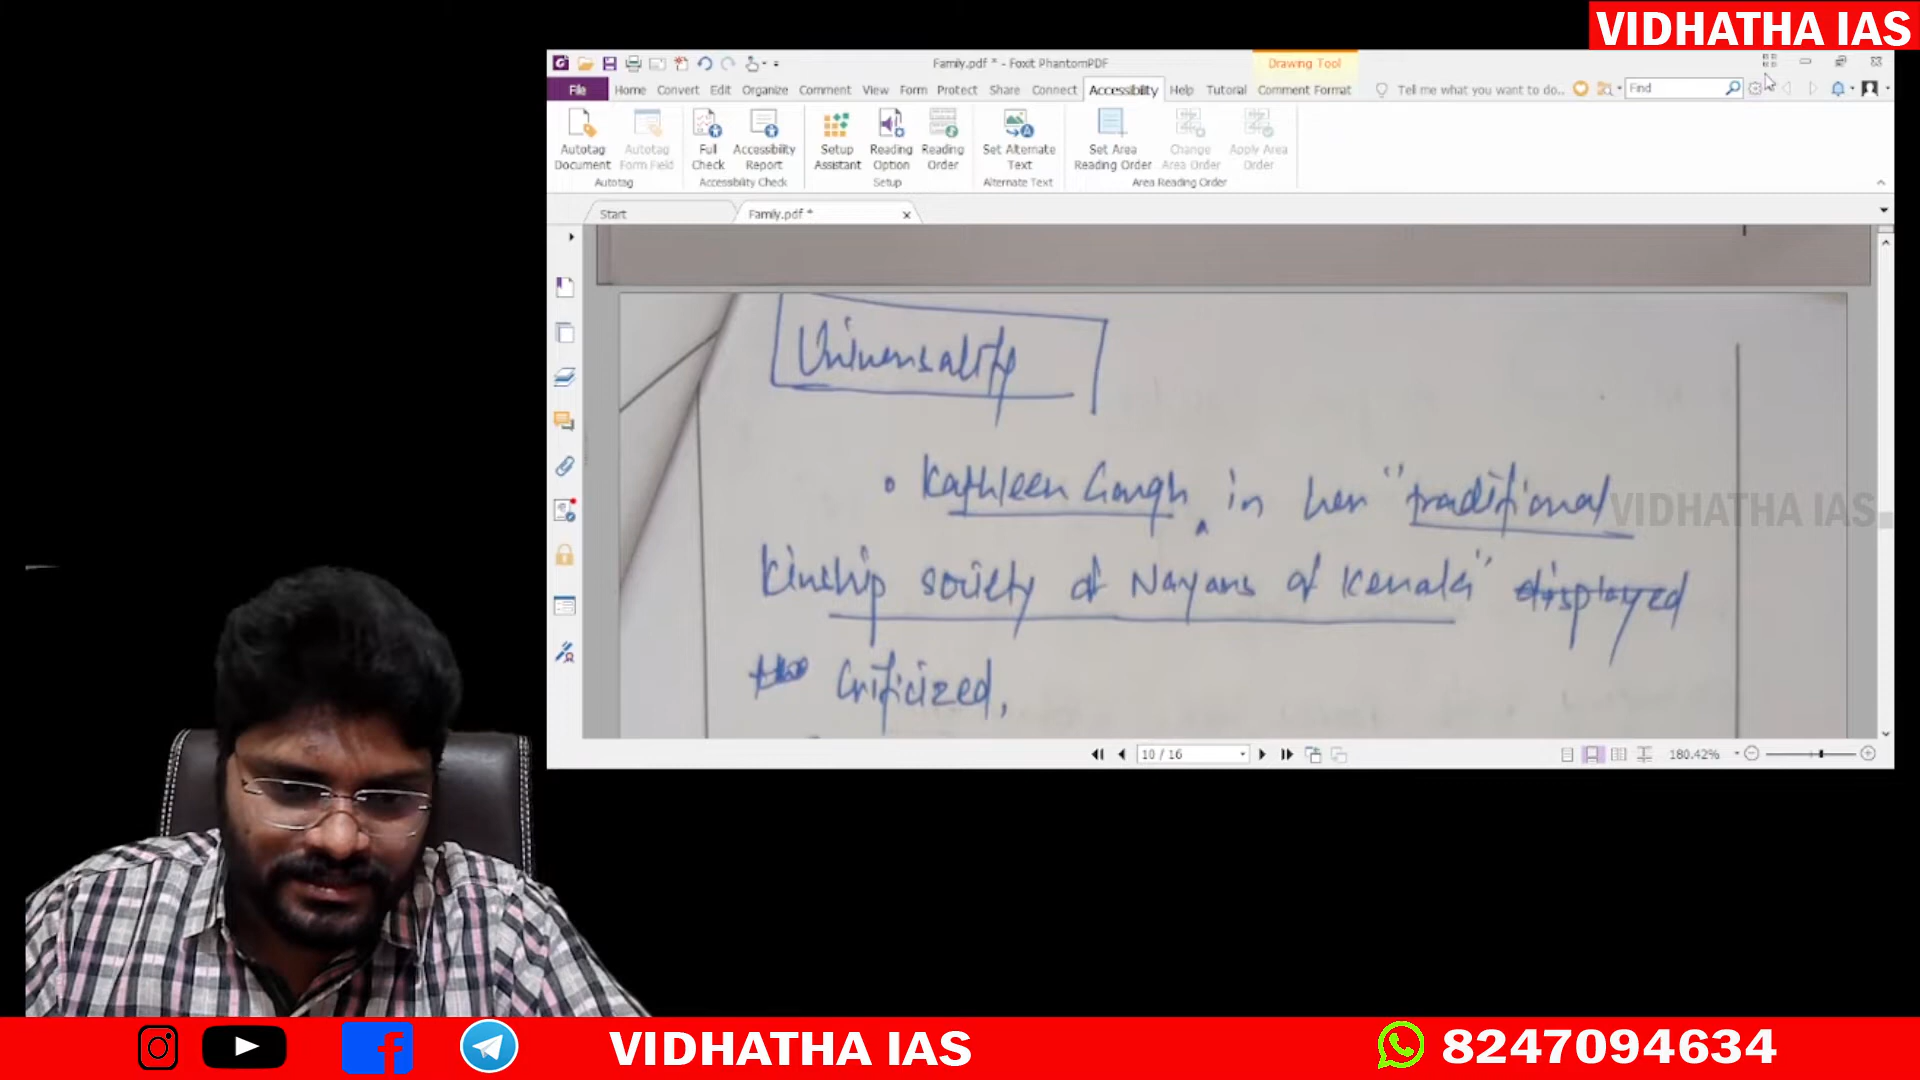 VIDHATHA IAS
Family.pdf * - Foxit PhantomPDF
Drawing Tool
File Home Convert Edit Organize Comment View Form Protect Share Connect Accessibility Help Tutorial Comment Format Tell me what you want to do.. Find
Autotag Document
Autotag Form Field
Full Check
Accessibility Report
Setup Assistant
Reading Option
Reading Order
Set Alternate Text
Set Area Reading Order
Change Area Order
Apply Area Order
Autotag Accessibility Check Setup Alternate Text Area Reading Order
Start Family.pdf *
Universality
• Kathleen Gough in her "traditional
VIDHATHA IAS
Kinship society of Nayars of Kerala" displayed
Criticized,
10 / 16
180.42%
VIDHATHA IAS 8247094634